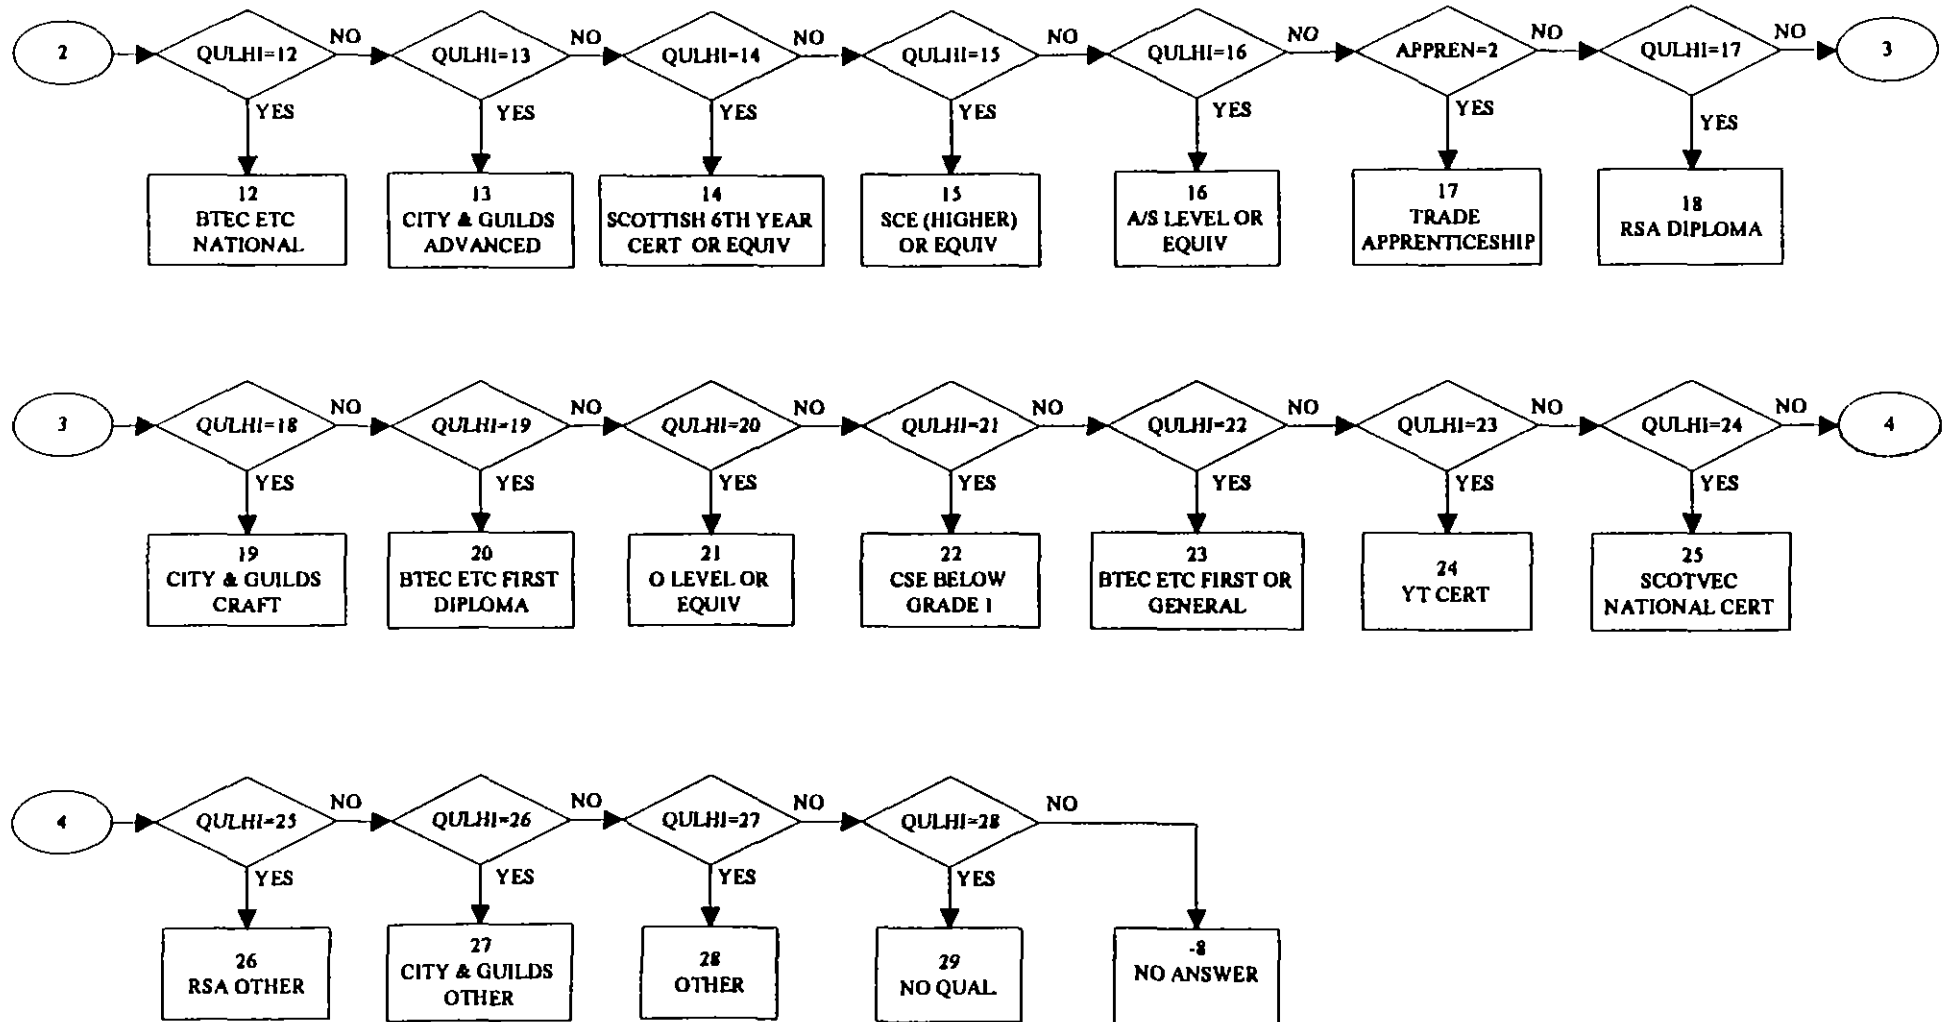 2
QULHI=12
NO
QULHI=13
NO
QULHI=14
NO
QULHI=15
NO
QULHI=16
NO
APPREN=2
NO
QULHI=17
NO
3
YES
YES
YES
YES
YES
YES
YES
12
BTEC ETC
NATIONAL
13
CITY & GUILDS
ADVANCED
14
SCOTTISH 6TH YEAR
CERT OR EQUIV
15
SCE (HIGHER)
OR EQUIV
16
A/S LEVEL OR
EQUIV
17
TRADE
APPRENTICESHIP
18
RSA DIPLOMA
3
QULHI=18
NO
QULHI=19
NO
QULHI=20
NO
QULHI=21
NO
QULHI=22
NO
QULHI=23
NO
QULHI=24
NO
4
YES
YES
YES
YES
YES
YES
YES
19
CITY & GUILDS
CRAFT
20
BTEC ETC FIRST
DIPLOMA
21
O LEVEL OR
EQUIV
22
CSE BELOW
GRADE 1
23
BTEC ETC FIRST OR
GENERAL
24
YT CERT
25
SCOTVEC
NATIONAL CERT
4
QULHI=25
NO
QULHI=26
NO
QULHI=27
NO
QULHI=28
NO
YES
YES
YES
YES
26
RSA OTHER
27
CITY & GUILDS
OTHER
28
OTHER
29
NO QUAL
-8
NO ANSWER